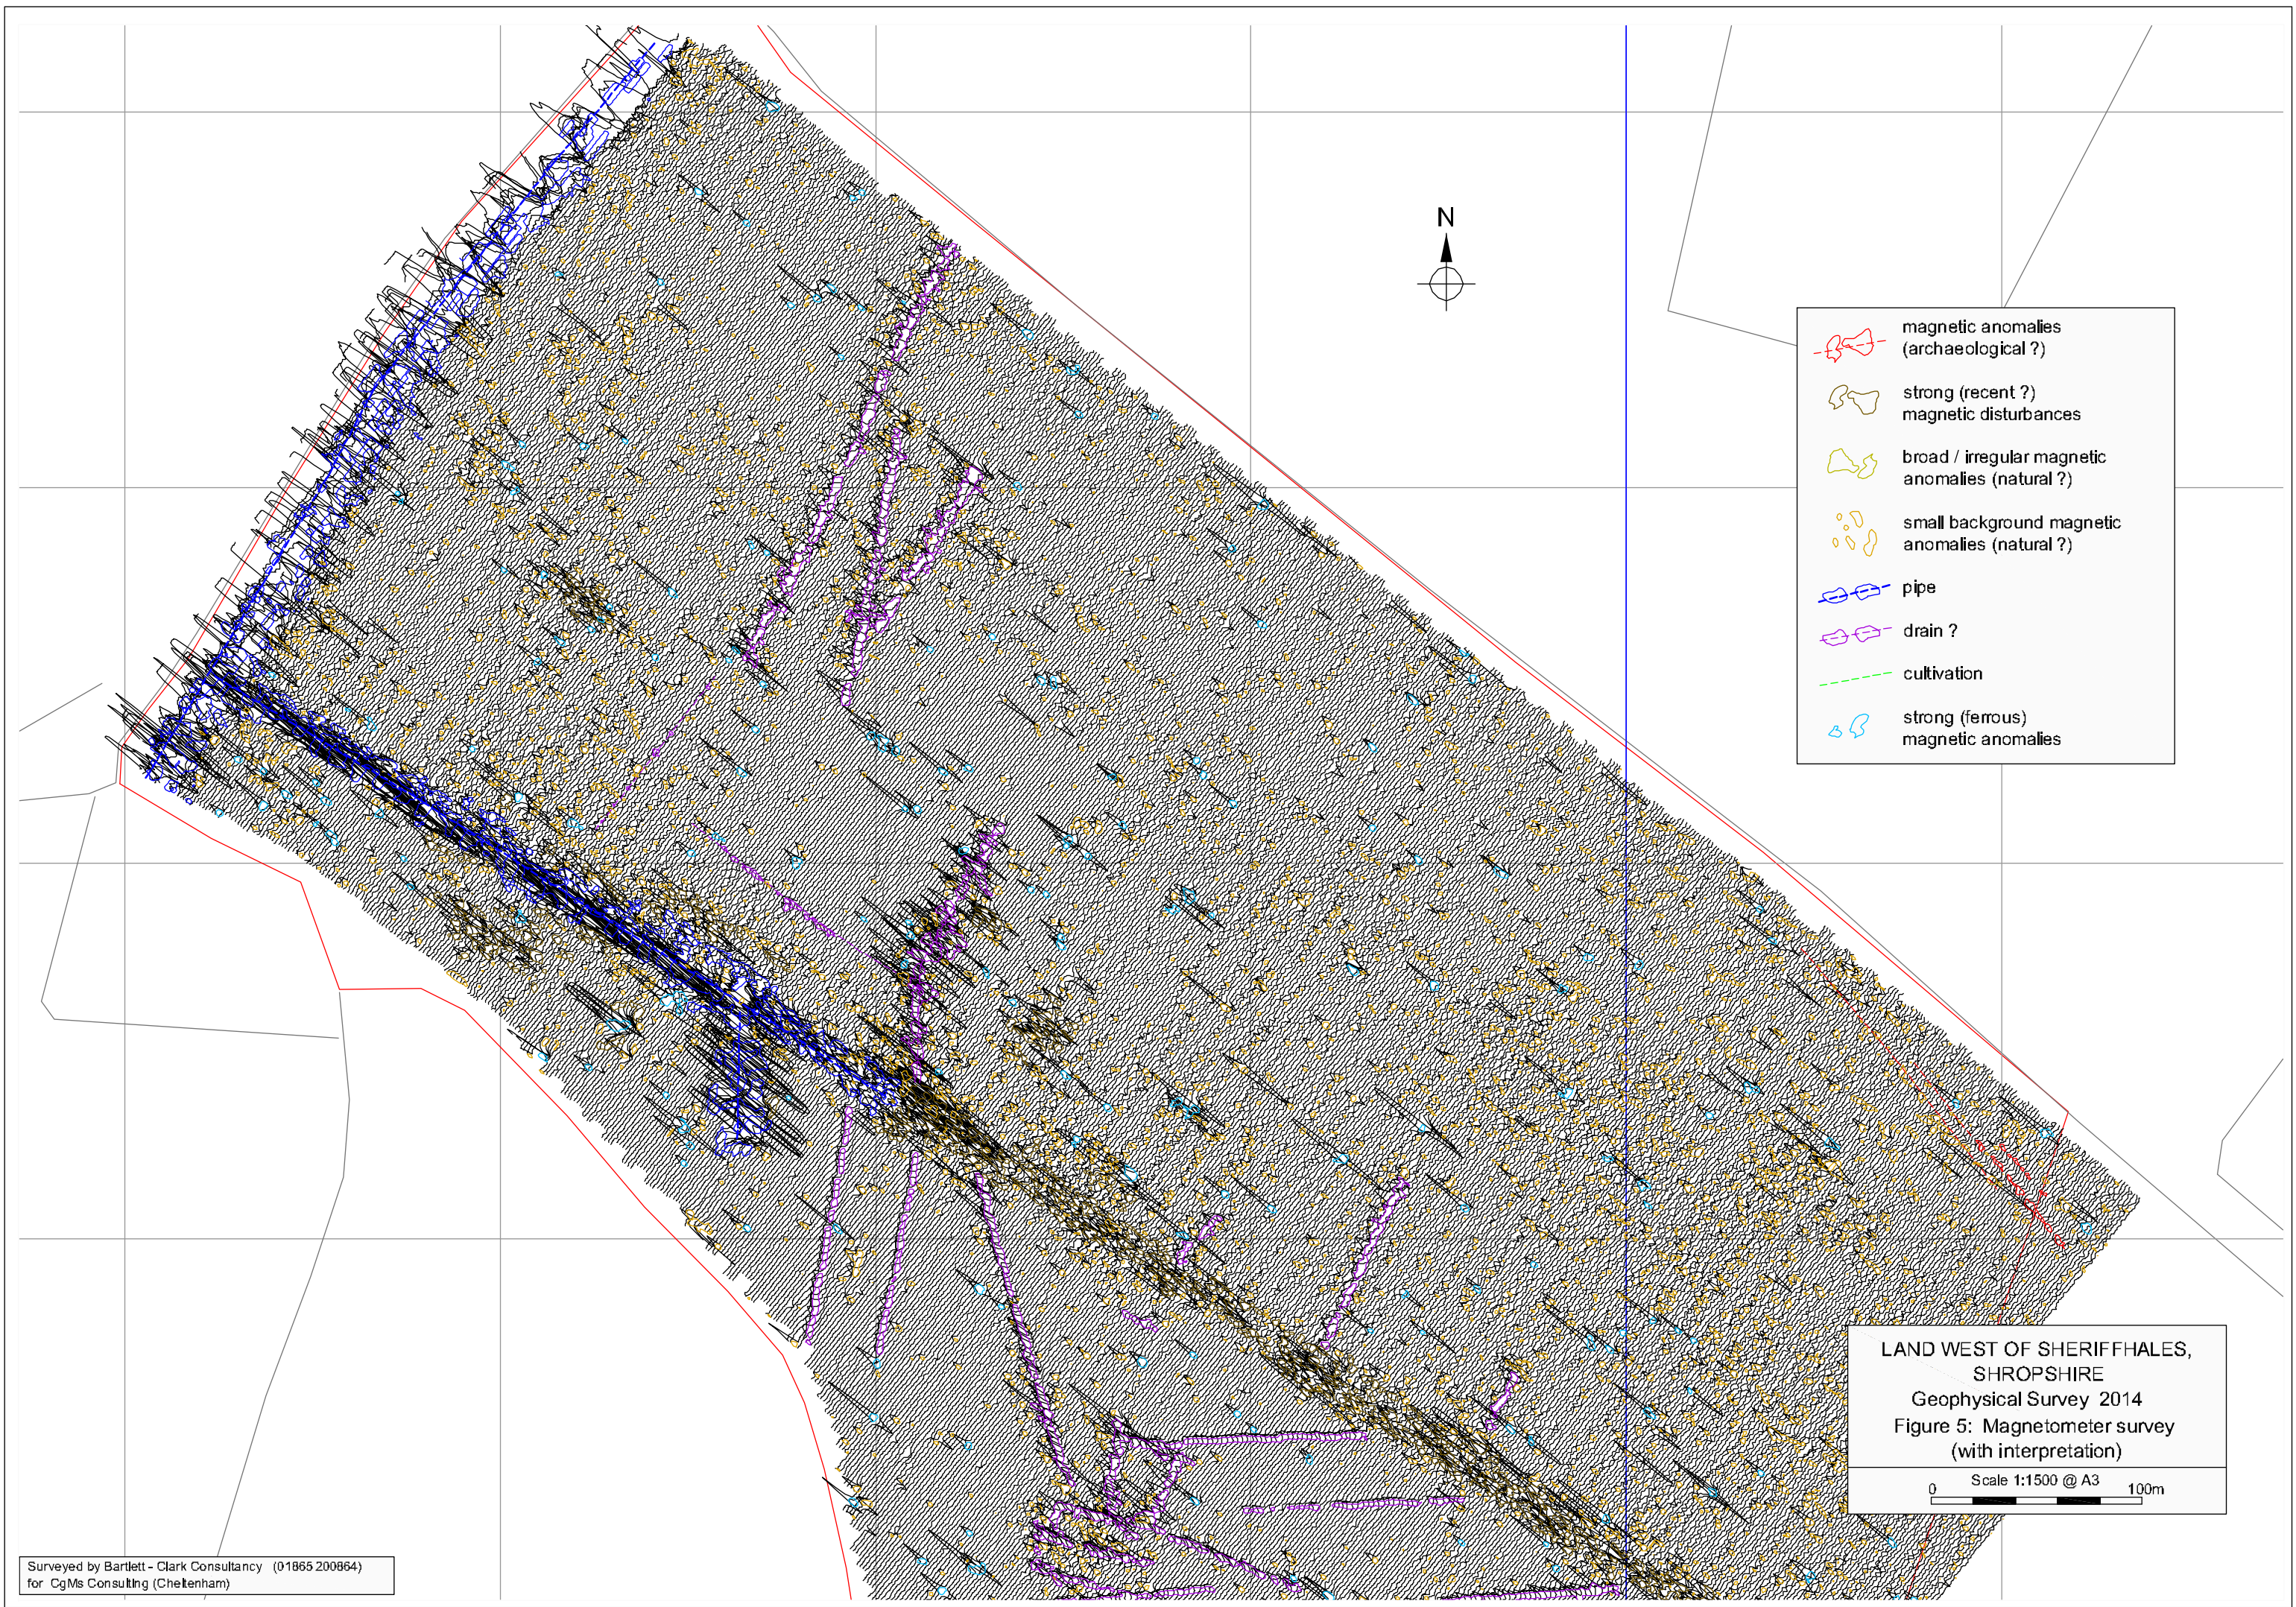 N
magnetic anomalies
(archaeological ?)
strong (recent ?)
magnetic disturbances
broad / irregular magnetic
anomalies (natural ?)
small background magnetic
anomalies (natural ?)
pipe
drain ?
cultivation
strong (ferrous)
magnetic anomalies
LAND WEST OF SHERIFFHALES,
SHROPSHIRE
Geophysical Survey 2014
Figure 5: Magnetometer survey
(with interpretation)
Scale 1:1500 @ A3
0 100m
Surveyed by Bartlett - Clark Consultancy (01865 200864)
for CgMs Consulting (Cheltenham)